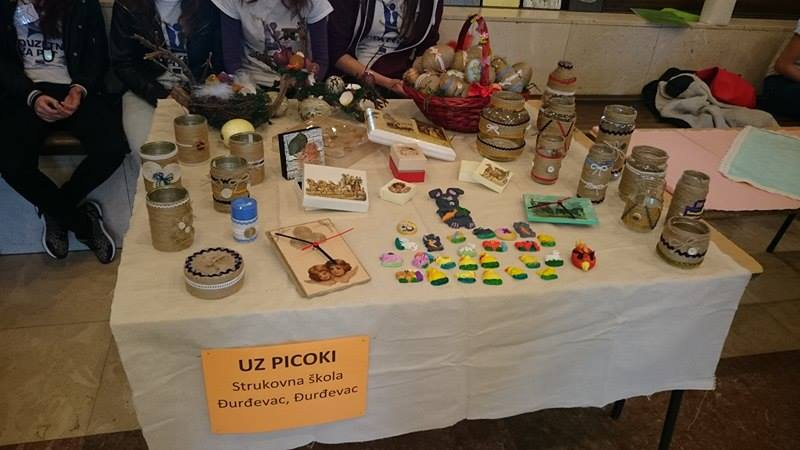 UZ PICOKI
Strukovna škola
Đurđevac, Đurđevac